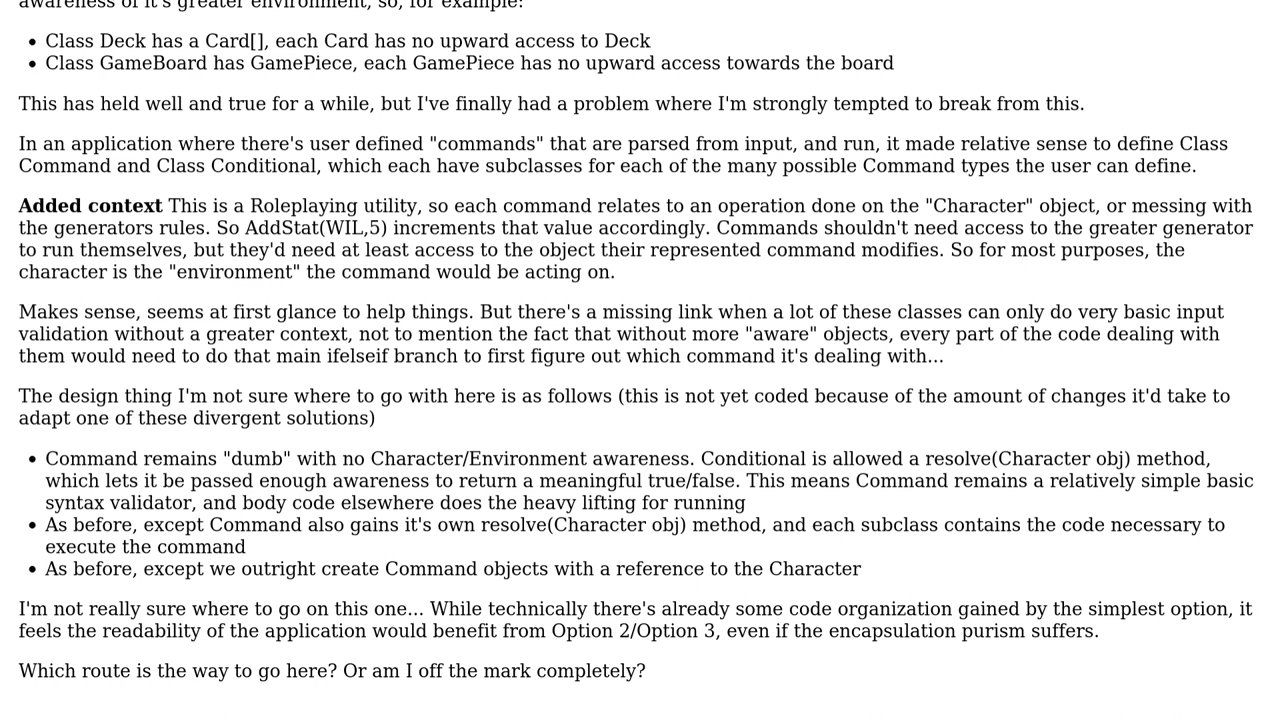 awareness of it's greater environment, so, for example:
• Class Deck has a Card[], each Card has no upward access to Deck
• Class GameBoard has GamePiece, each GamePiece has no upward access towards the board
This has held well and true for a while, but I've finally had a problem where I'm strongly tempted to break from this.
In an application where there's user defined "commands" that are parsed from input, and run, it made relative sense to define Class
Command and Class Conditional, which each have subclasses for each of the many possible Command types the user can define.
Added context This is a Roleplaying utility, so each command relates to an operation done on the "Character" object, or messing with
the generators rules. So AddStat(WIL,5) increments that value accordingly. Commands shouldn't need access to the greater generator
to run themselves, but they'd need at least access to the object their represented command modifies. So for most purposes, the
character is the "environment" the command would be acting on.
Makes sense, seems at first glance to help things. But there's a missing link when a lot of these classes can only do very basic input
validation without a greater context, not to mention the fact that without more "aware" objects, every part of the code dealing with
them would need to do that main ifelseif branch to first figure out which command it's dealing with...
The design thing I'm not sure where to go with here is as follows (this is not yet coded because of the amount of changes it'd take to
adapt one of these divergent solutions)
• Command remains "dumb" with no Character/Environment awareness. Conditional is allowed a resolve(Character obj) method,
which lets it be passed enough awareness to return a meaningful true/false. This means Command remains a relatively simple basic
syntax validator, and body code elsewhere does the heavy lifting for running
• As before, except Command also gains it's own resolve(Character obj) method, and each subclass contains the code necessary to
execute the command
• As before, except we outright create Command objects with a reference to the Character
I'm not really sure where to go on this one... While technically there's already some code organization gained by the simplest option, it
feels the readability of the application would benefit from Option 2/Option 3, even if the encapsulation purism suffers.
Which route is the way to go here? Or am I off the mark completely?